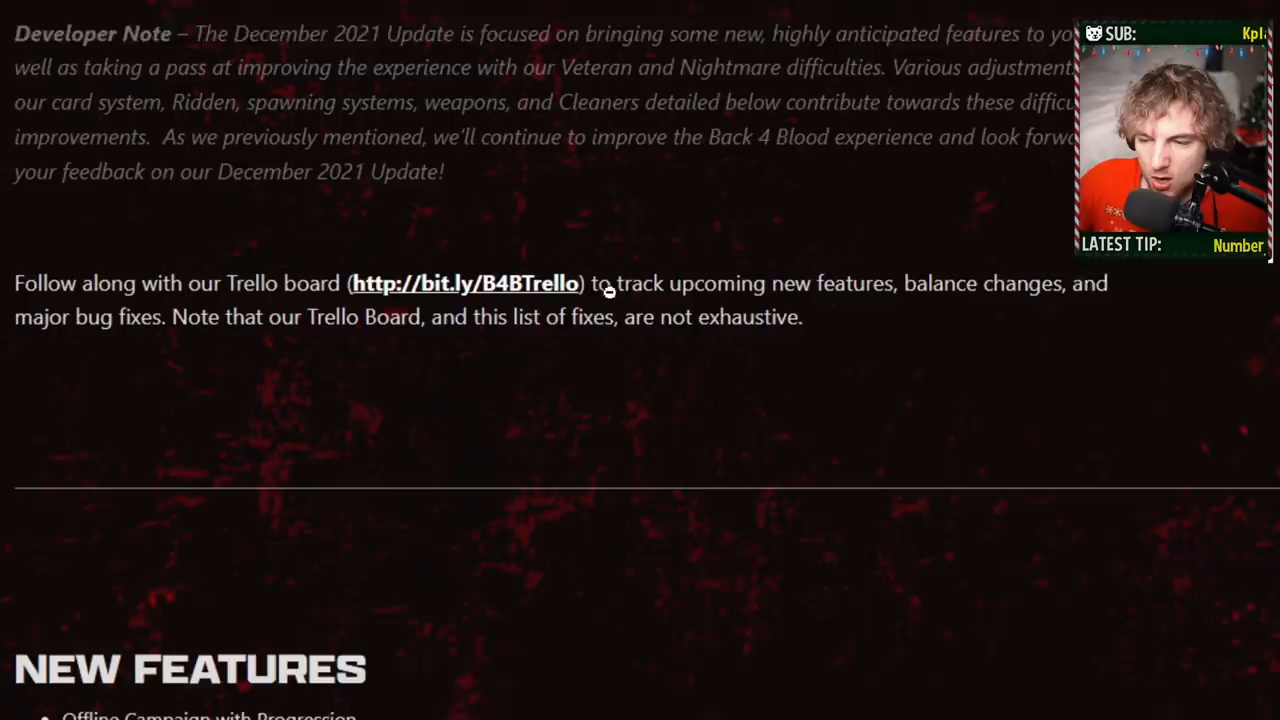 Developer Note – The December 2021 Update is focused on bringing some new, highly anticipated features to
well as taking a pass at improving the experience with our Veteran and Nightmare difficulties. Various
our card system, Ridden, spawning systems, weapons, and Cleaners detailed below contribute towards these
improvements. As we previously mentioned, we'll continue to improve the Back 4 Blood experience and look
your feedback on our December 2021 Update!
SUB:
Follow along with our Trello board (http://bit.ly/B4BTrello) to track upcoming new features, balance changes, and
major bug fixes. Note that our Trello Board, and this list of fixes, are not exhaustive.
LATEST TIP: Number
NEW FEATURES
• Offline Campaign with Progression